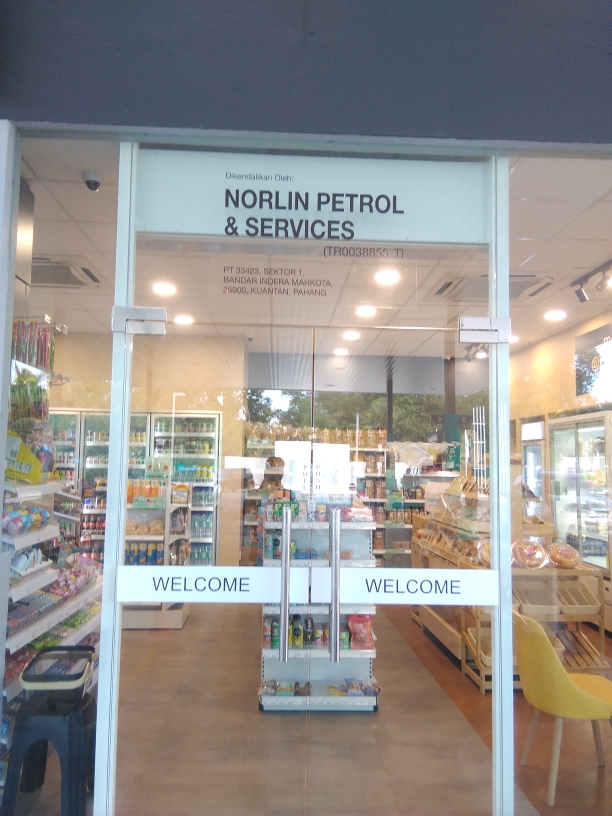 Dikendalikan Oleh:
NORLIN PETROL
& SERVICES
(TR0038855-T)
PT 33423, SEKTOR 1,
BANDAR INDERA MAHKOTA,
25000, KUANTAN, PAHANG
WELCOME
WELCOME